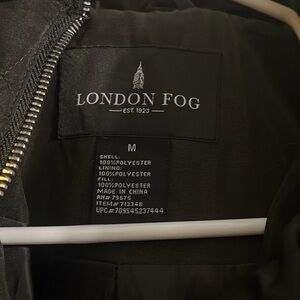 LONDON FOG
EST. 1923
M
SHELL:
100%POLYESTER
LINING:
100%POLYESTER
FILL:
100%POLYESTER
MADE IN CHINA
RN# 79675
ITEM# 713348
UPC#709545237444